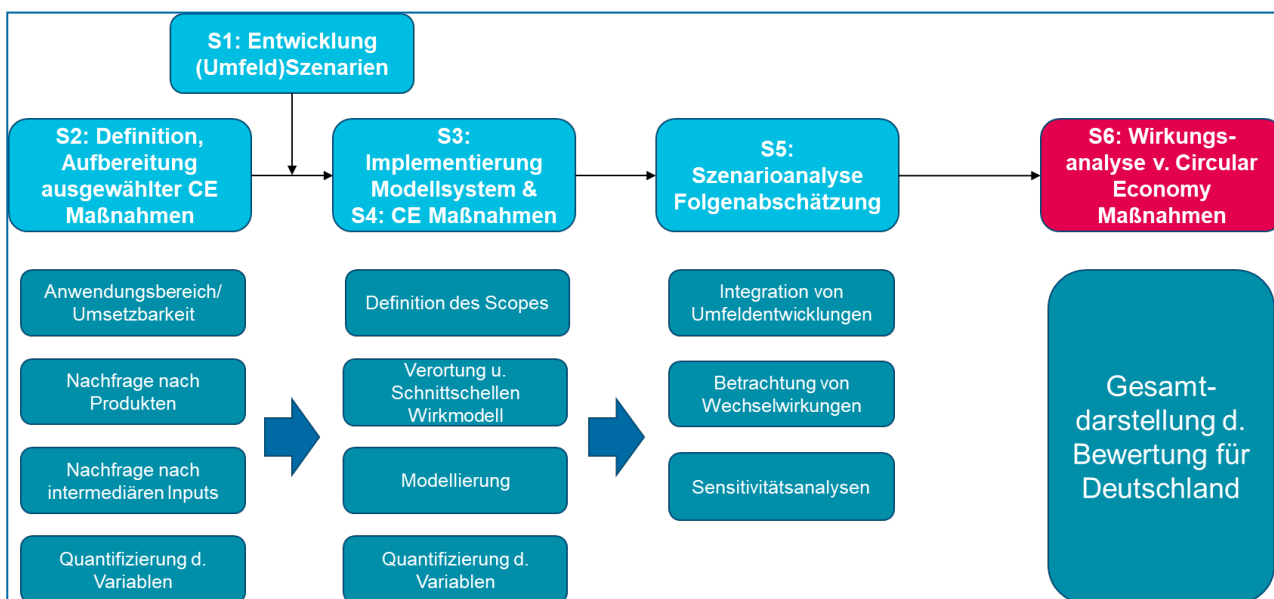 S1: Entwicklung
(Umfeld)Szenarien
S2: Definition,
Aufbereitung
ausgewählter CE
Maßnahmen
S3:
Implementierung
Modellsystem &
S4: CE Maßnahmen
S5:
Szenarioanalyse
Folgenabschätzung
S6: Wirkungs-
analyse v. Circular
Economy
Maßnahmen
Anwendungsbereich/
Umsetzbarkeit
Nachfrage nach
Produkten
Nachfrage nach
intermediären Inputs
Quantifizierung d.
Variablen
Definition des Scopes
Verortung u.
Schnittschellen
Wirkmodell
Modellierung
Quantifizierung d.
Variablen
Integration von
Umfeldentwicklungen
Betrachtung von
Wechselwirkungen
Sensitivitätsanalysen
Gesamt-
darstellung d.
Bewertung für
Deutschland